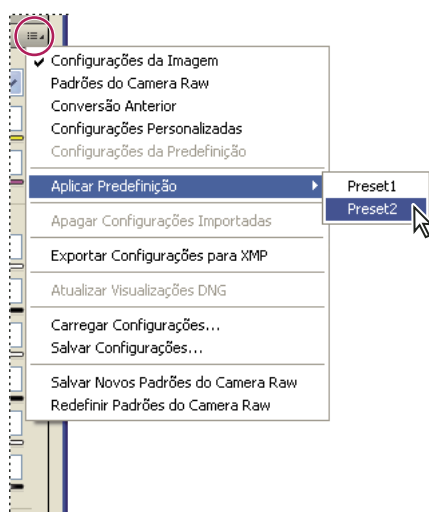 Configurações da Imagem
Padrões do Camera Raw
Conversão Anterior
Configurações Personalizadas
Configurações da Predefinição
Aplicar Predefinição
Preset1
Preset2
Apagar Configurações Importadas
Exportar Configurações para XMP
Atualizar Visualizações DNG
Carregar Configurações...
Salvar Configurações...
Salvar Novos Padrões do Camera Raw
Redefinir Padrões do Camera Raw